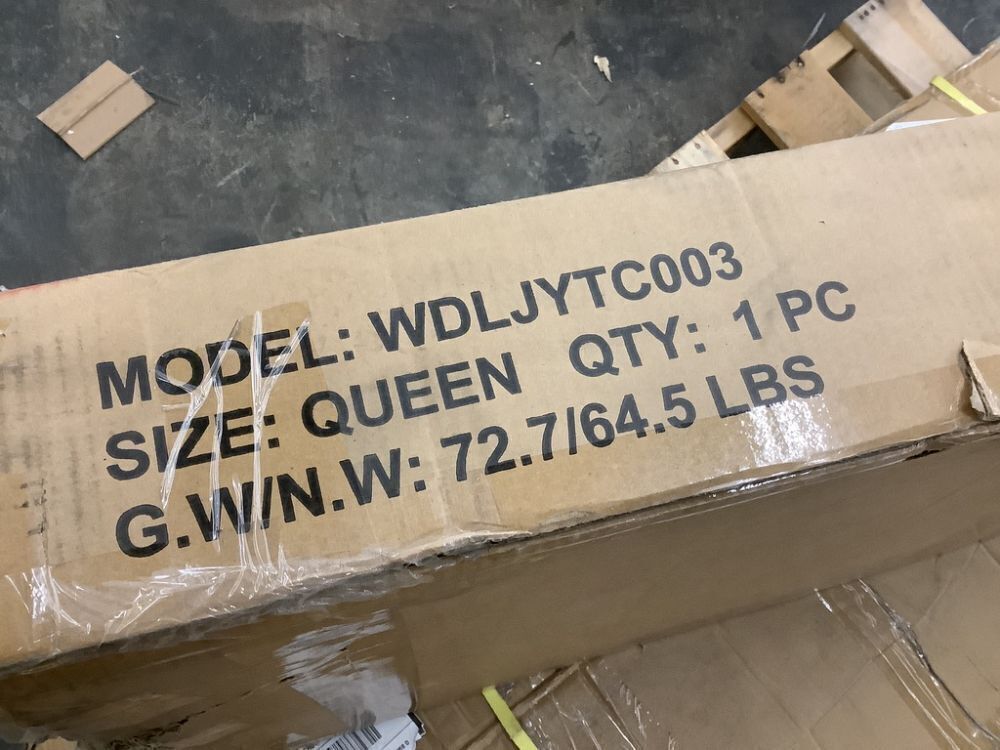 MODEL: WDLJYTC003
SIZE: QUEEN QTY: 1 PC
G.W/N.W: 72.7/64.5 LBS